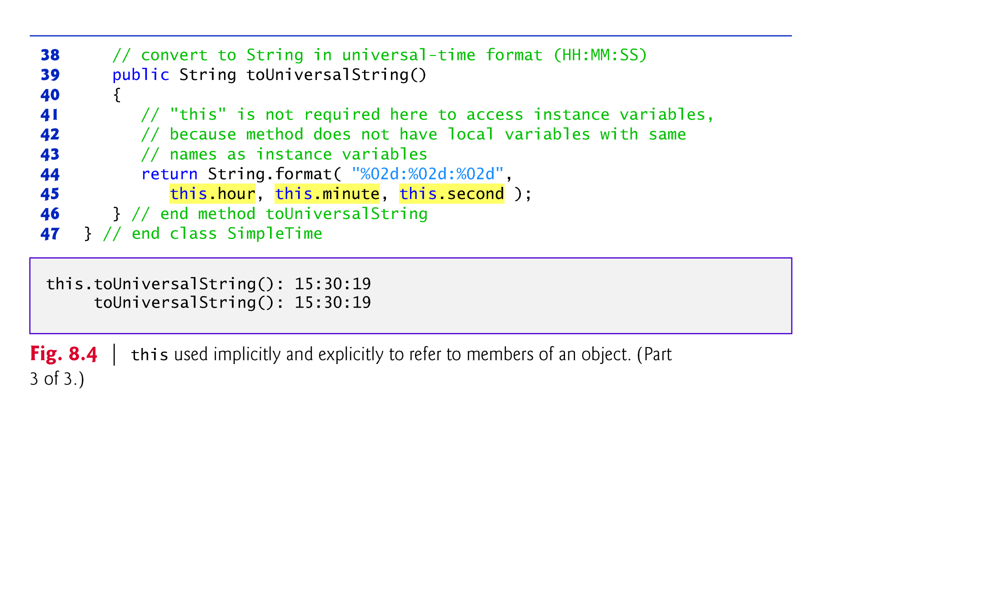 38 // convert to String in universal-time format (HH:MM:SS)
39 public String toUniversalString()
40 {
41 // "this" is not required here to access instance variables,
42 // because method does not have local variables with same
43 // names as instance variables
44 return String.format( "%02d:%02d:%02d",
45 this.hour, this.minute, this.second );
46 } // end method toUniversalString
47 } // end class SimpleTime
this.toUniversalString(): 15:30:19
toUniversalString(): 15:30:19
Fig. 8.4 | this used implicitly and explicitly to refer to members of an object. (Part
3 of 3.)